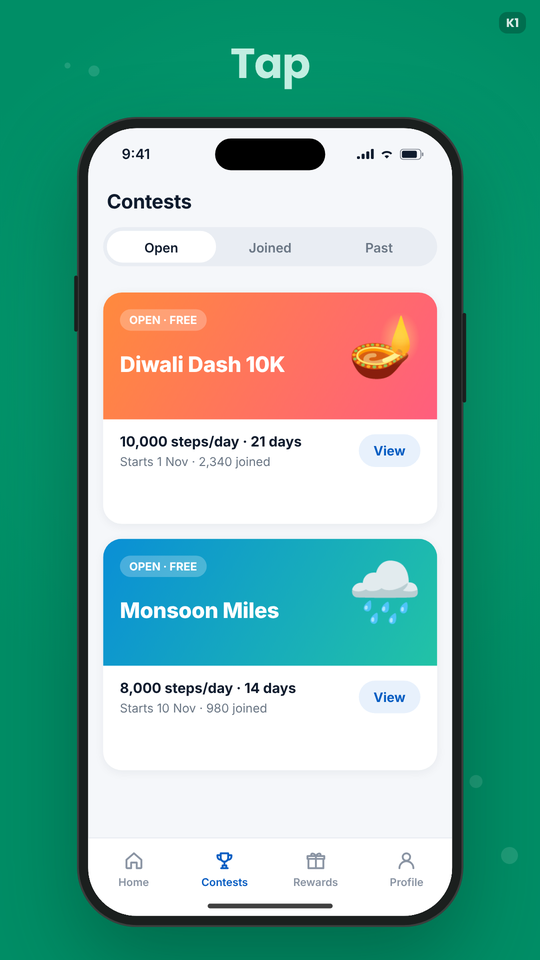 K1
Tap
9:41
Contests
Open Joined Past
OPEN · FREE
Diwali Dash 10K
10,000 steps/day · 21 days
Starts 1 Nov · 2,340 joined
View
OPEN · FREE
Monsoon Miles
8,000 steps/day · 14 days
Starts 10 Nov · 980 joined
View
Home Contests Rewards Profile